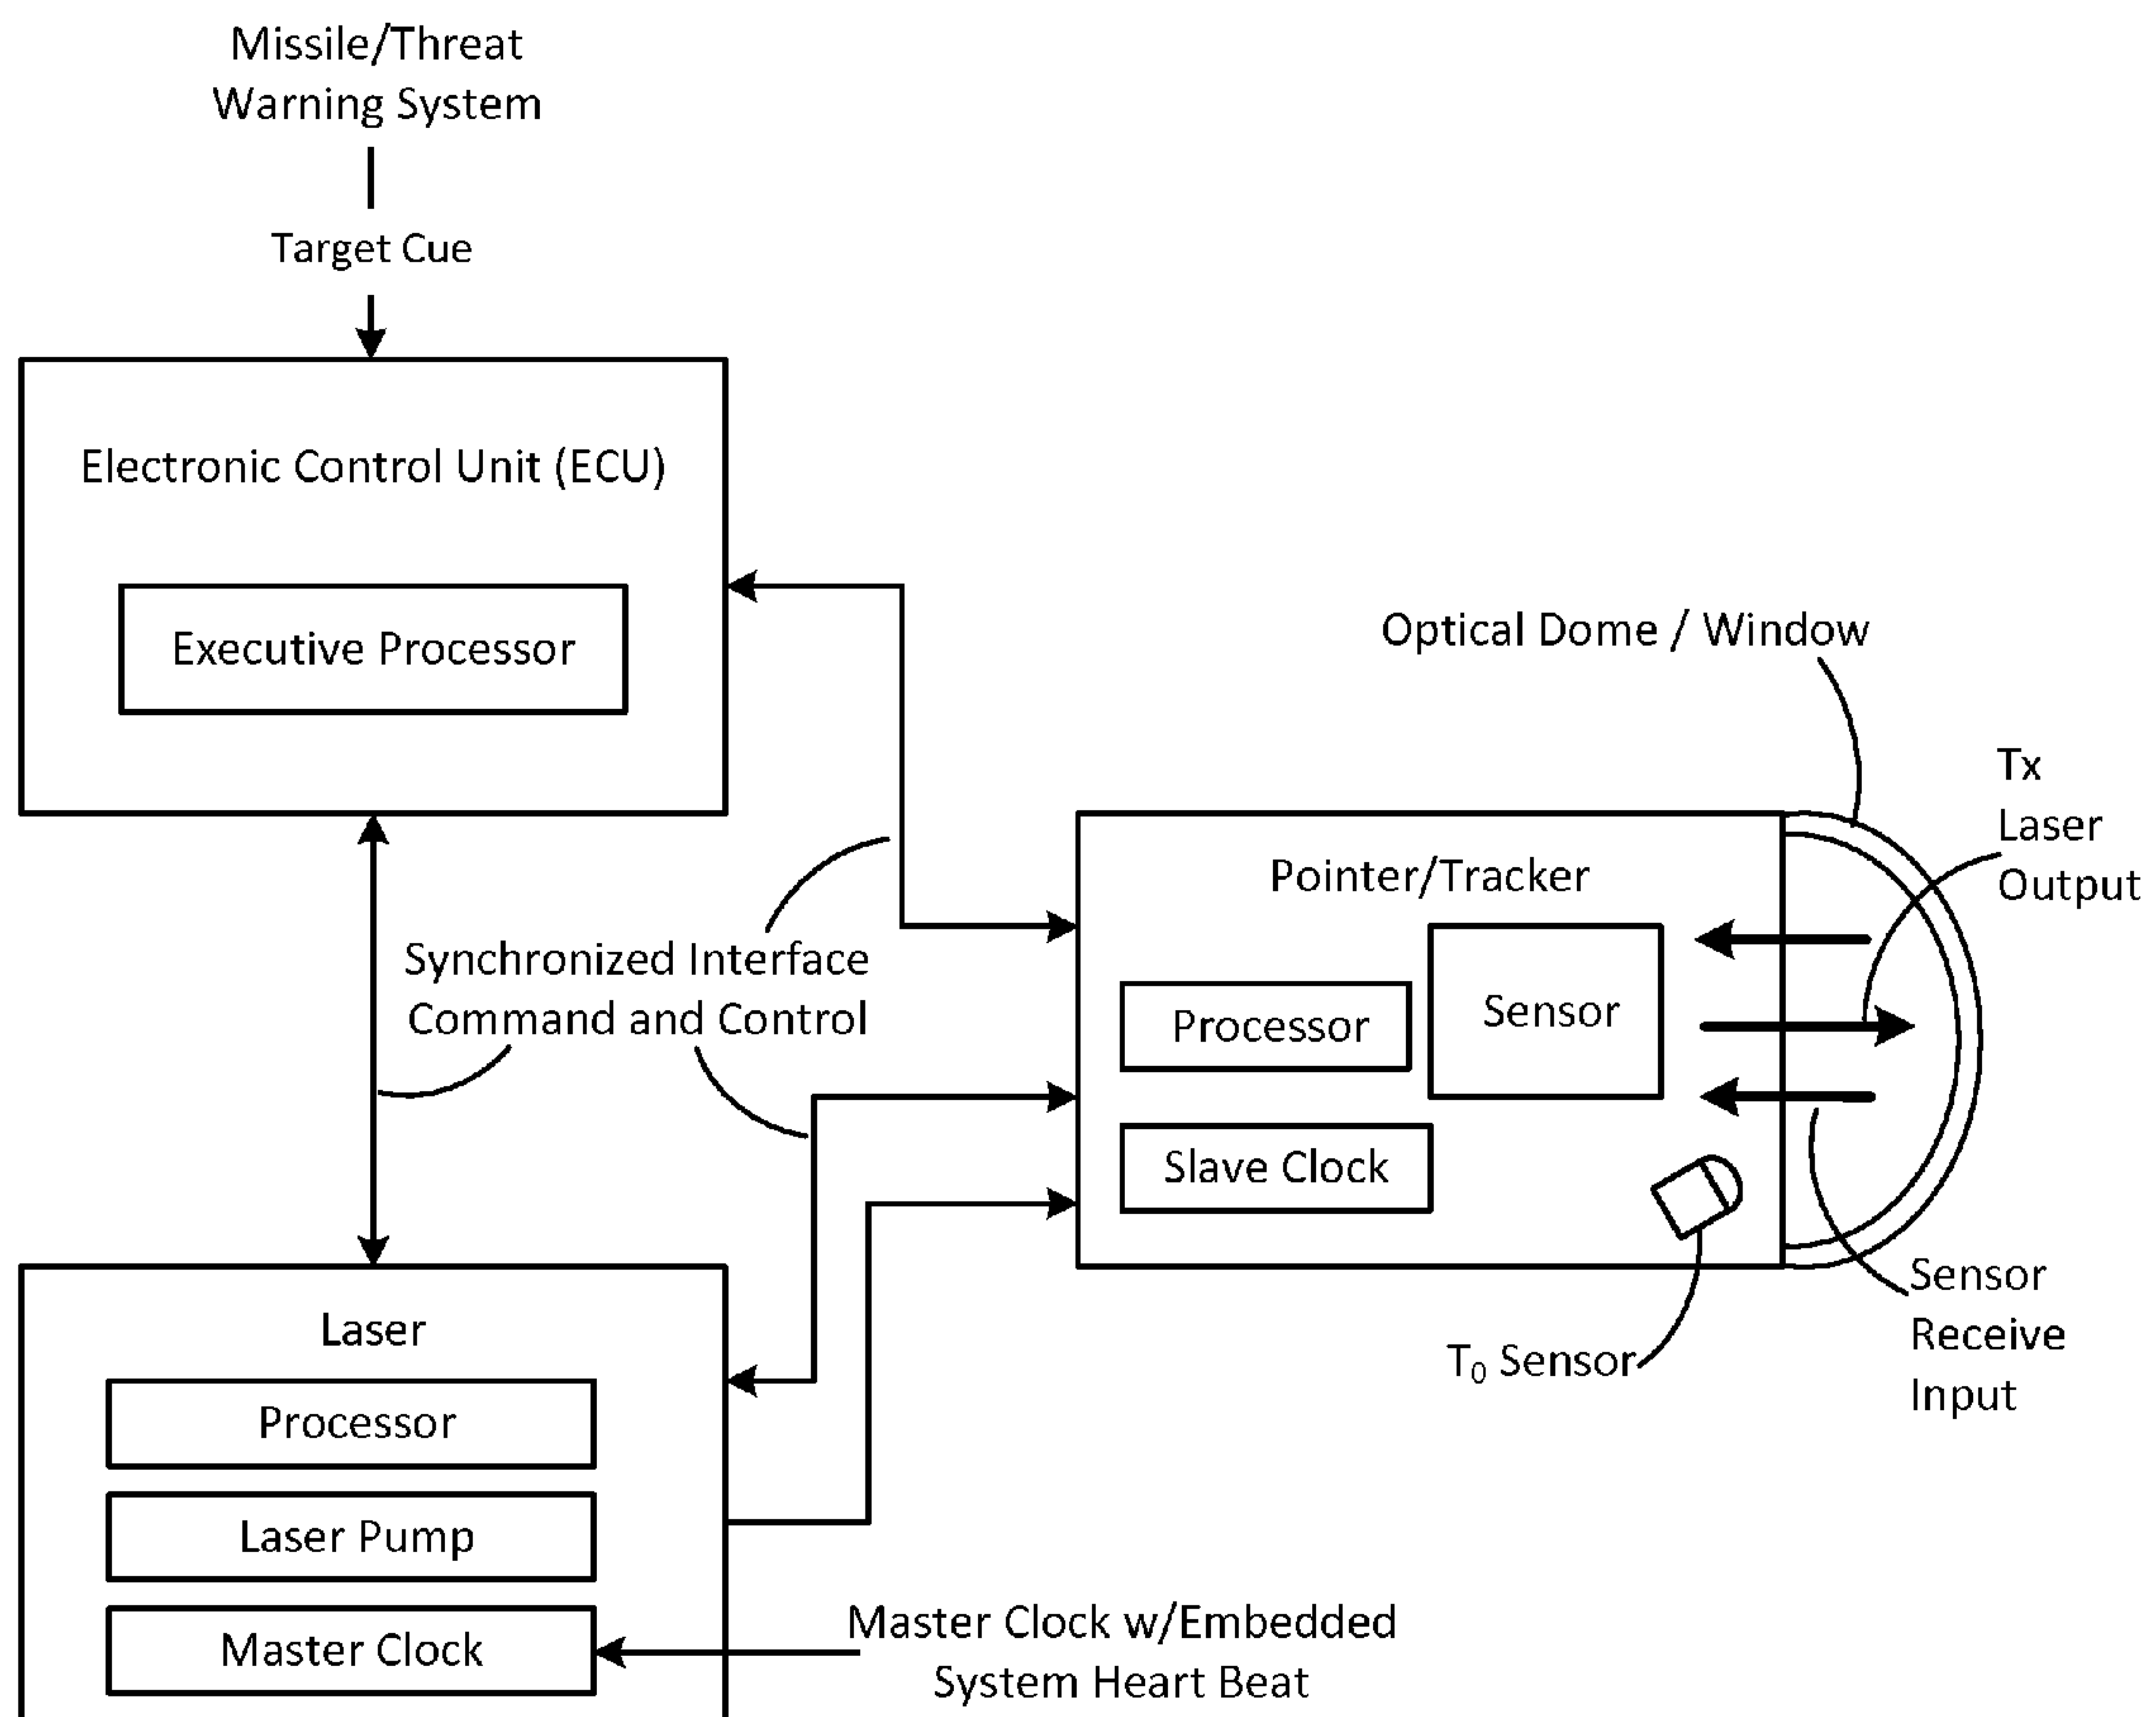 Missile/Threat
Warning System
Target Cue
Electronic Control Unit (ECU)
Executive Processor
Optical Dome / Window
Tx
Laser
Output
Pointer/Tracker
Sensor
Processor
Slave Clock
Synchronized Interface
Command and Control
T₀ Sensor
Sensor
Receive
Input
Laser
Processor
Laser Pump
Master Clock
Master Clock w/Embedded
System Heart Beat